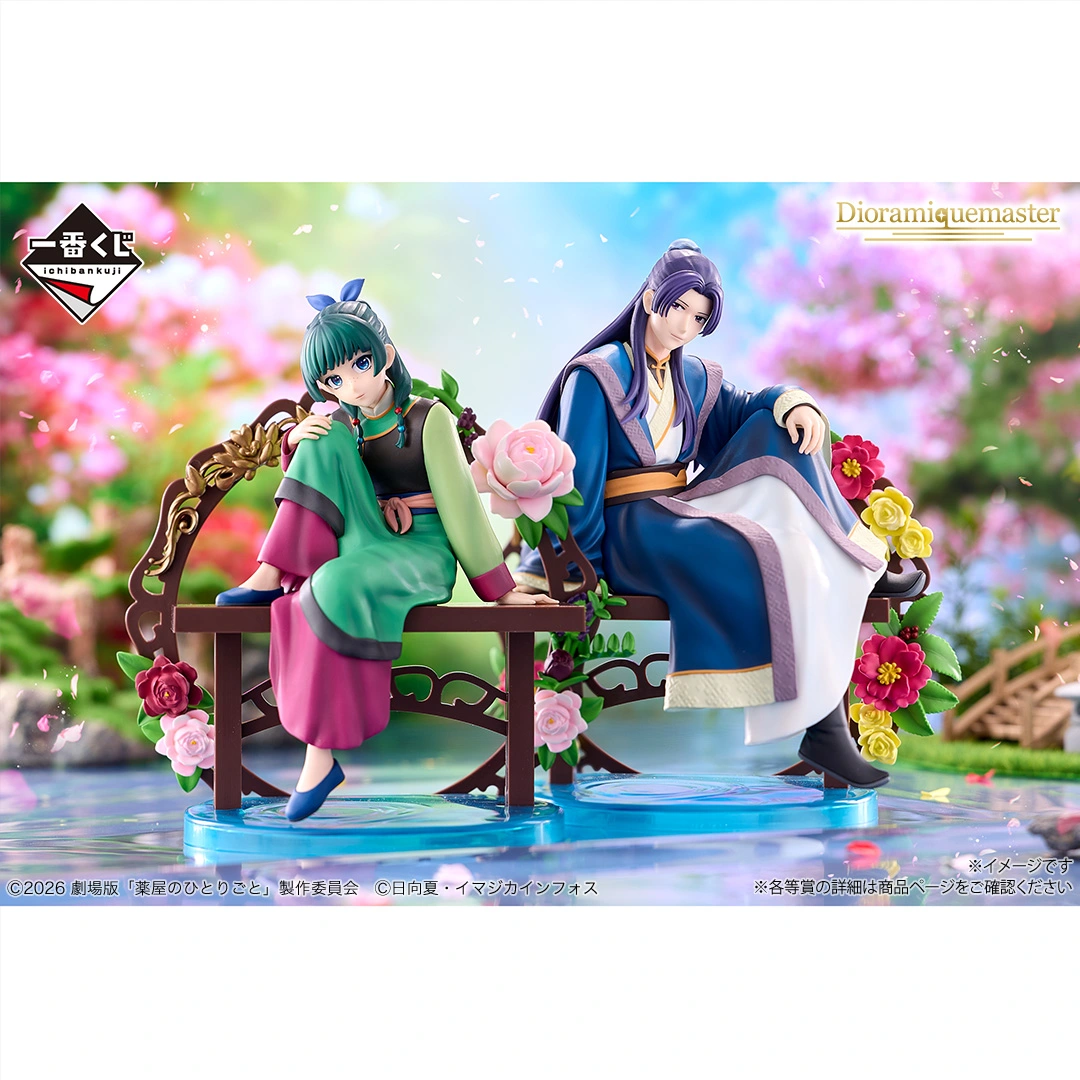 一番くじ
ichibankuji
Dioramiquemaster
※イメージです
©2026 劇場版「薬屋のひとりごと」製作委員会 ©日向夏・イマジカインフォス
※各等賞の詳細は商品ページをご確認ください